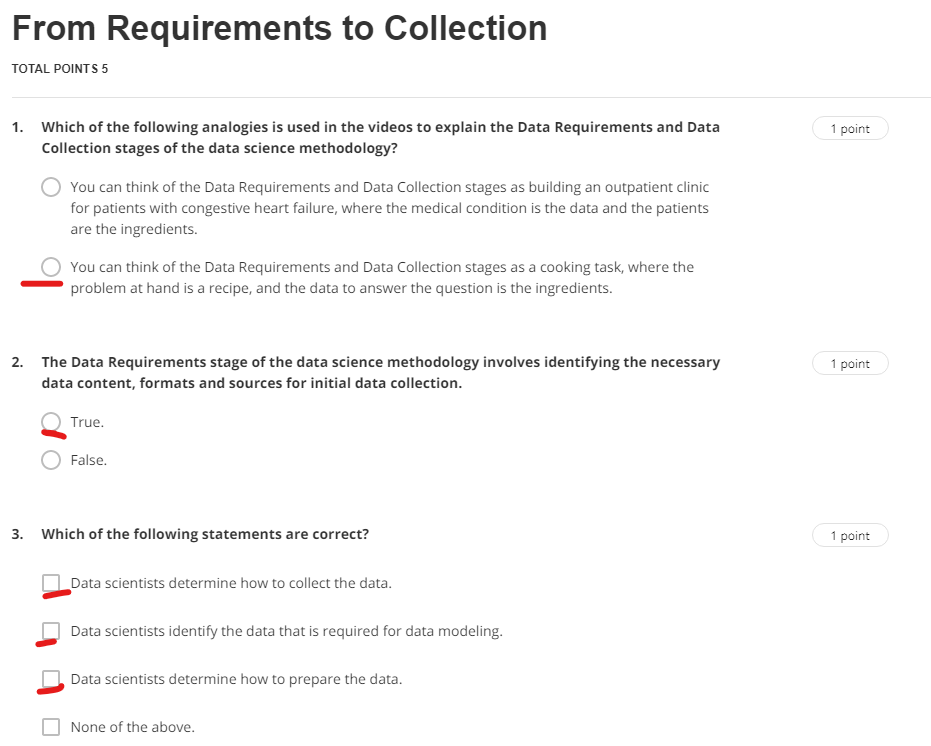 From Requirements to Collection
TOTAL POINTS 5
1. Which of the following analogies is used in the videos to explain the Data Requirements and Data 1 point
Collection stages of the data science methodology?
You can think of the Data Requirements and Data Collection stages as building an outpatient clinic
for patients with congestive heart failure, where the medical condition is the data and the patients
are the ingredients.
You can think of the Data Requirements and Data Collection stages as a cooking task, where the
problem at hand is a recipe, and the data to answer the question is the ingredients.
2. The Data Requirements stage of the data science methodology involves identifying the necessary 1 point
data content, formats and sources for initial data collection.
True.
False.
3. Which of the following statements are correct? 1 point
Data scientists determine how to collect the data.
Data scientists identify the data that is required for data modeling.
Data scientists determine how to prepare the data.
None of the above.